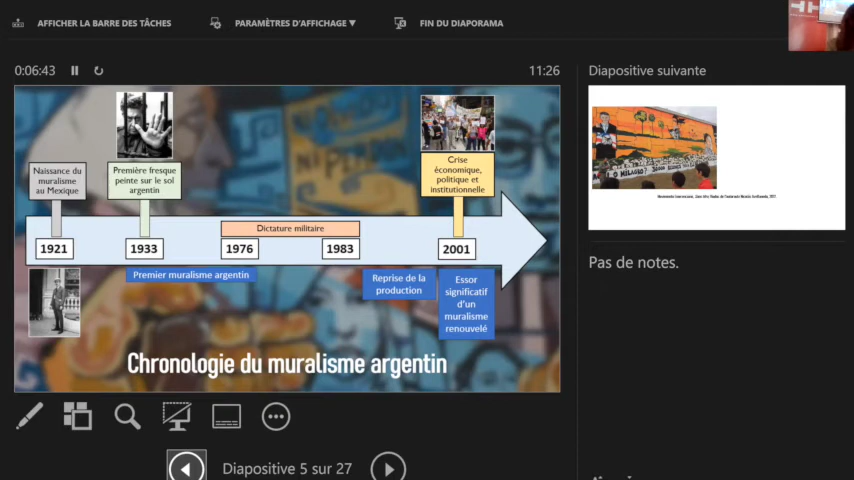 AFFICHER LA BARRE DES TÂCHES
PARAMÈTRES D'AFFICHAGE ▼
FIN DU DIAPORAMA
0:06:43
11:26
Diapositive suivante
Naissance du
muralisme
au Mexique
Première fresque
peinte sur le sol
argentin
Crise
économique,
politique et
institutionnelle
Dictature militaire
1921
1933
1976
1983
2001
Premier muralisme argentin
Reprise de la
production
Essor
significatif
d'un
muralisme
renouvelé
Chronologie du muralisme argentin
O MILAGRO?
Pas de notes.
Diapositive 5 sur 27